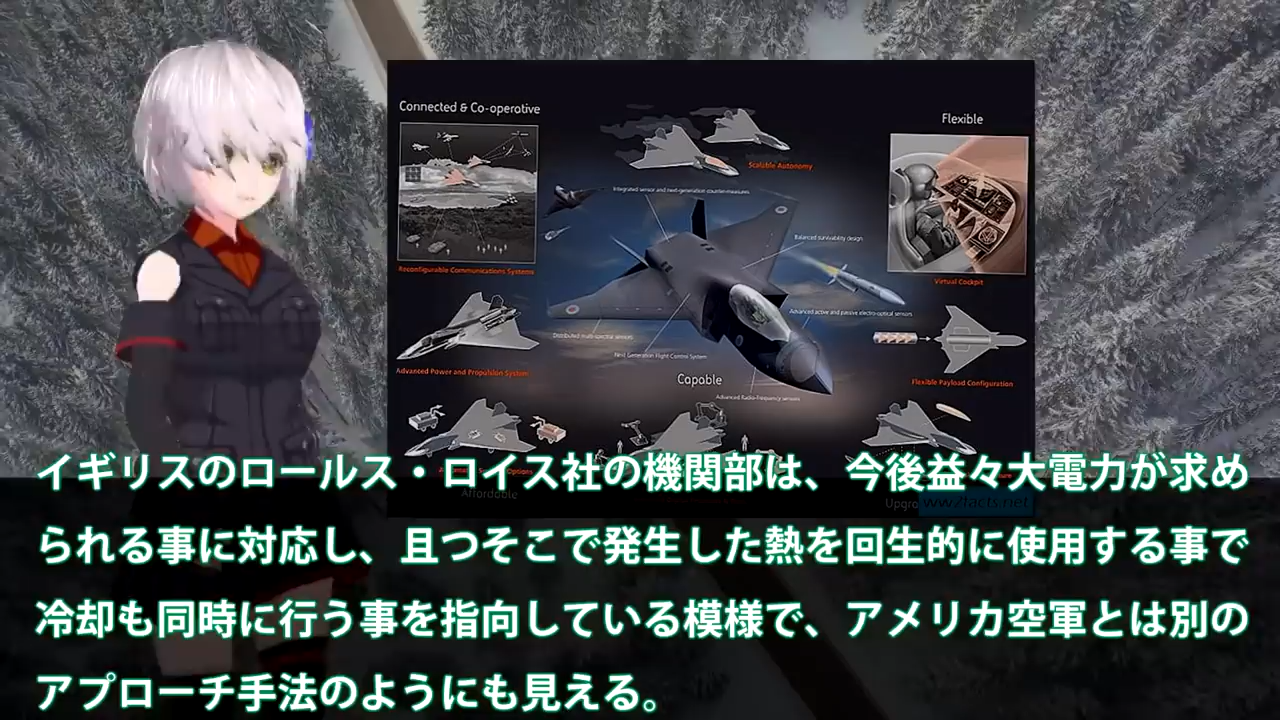 Connected & Co-operative
Flexible
Scalable Autonomy
Integrated sensor and next-generation counter-measures
Balanced survivability design
Reconfigurable Communications Systems
Virtual Cockpit
Advanced active and passive electro-optical sensors
Distributed multi-spectral sensors
Next Generation Flight Control System
Advanced Power and Propulsion System
Capable
Flexible Payload Configuration
Advanced Radio-frequency sensors
Options
Affordable
Upgra
www.21acts.net
イギリスのロールス・ロイス社の機関部は、今後益々大電力が求め
られる事に対応し、且つそこで発生した熱を回生的に使用する事で
冷却も同時に行う事を指向している模様で、アメリカ空軍とは別の
アプローチ手法のようにも見える。